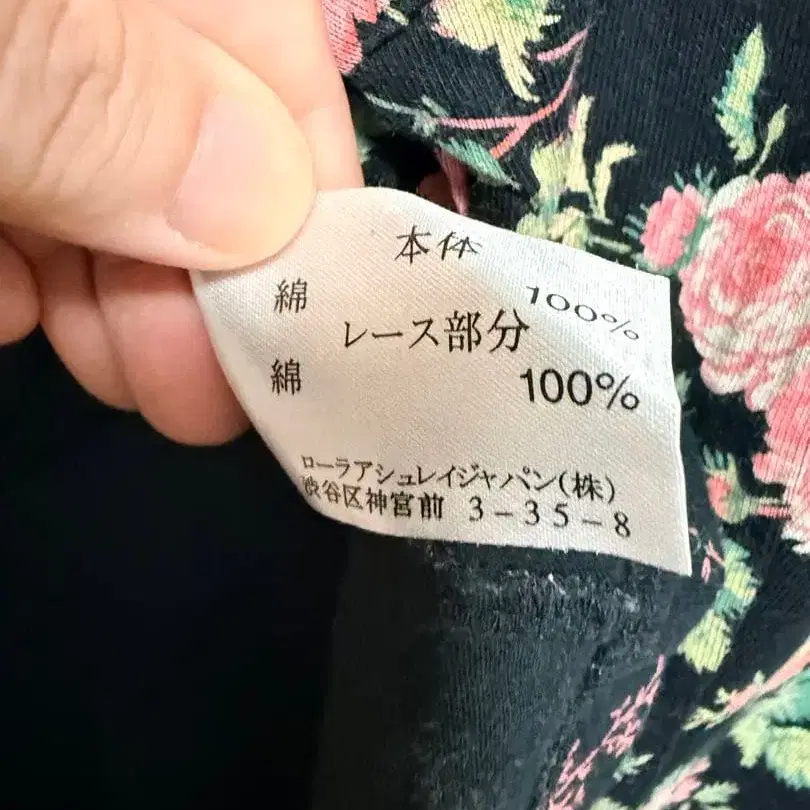 本体
綿 100%
レース部分
綿 100%
ローラアシュレイジャパン(株)
渋谷区神宮前 3-35-8